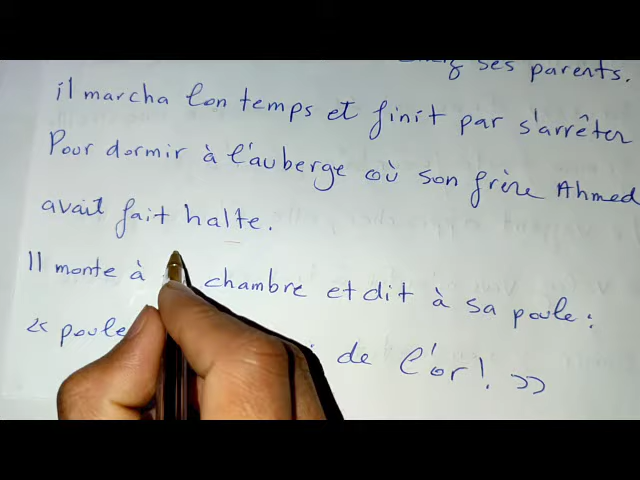 chez ses parents.
il marcha lon temps et finit par s'arrêter
Pour dormir à l'auberge où son frère Ahmed
avait fait halte.
Il monte à chambre et dit à sa poule :
« poule de l'or ! »